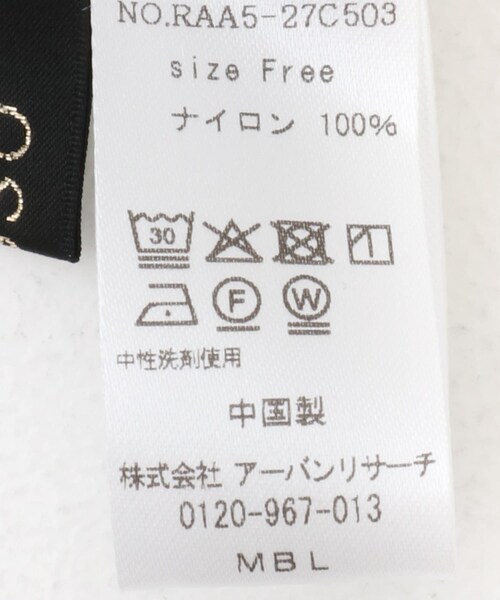 NO.RAA5-27C503
size Free
ナイロン 100%
30
F W
中性洗剤使用
中国製
株式会社 アーバンリサーチ
0120-967-013
MBL